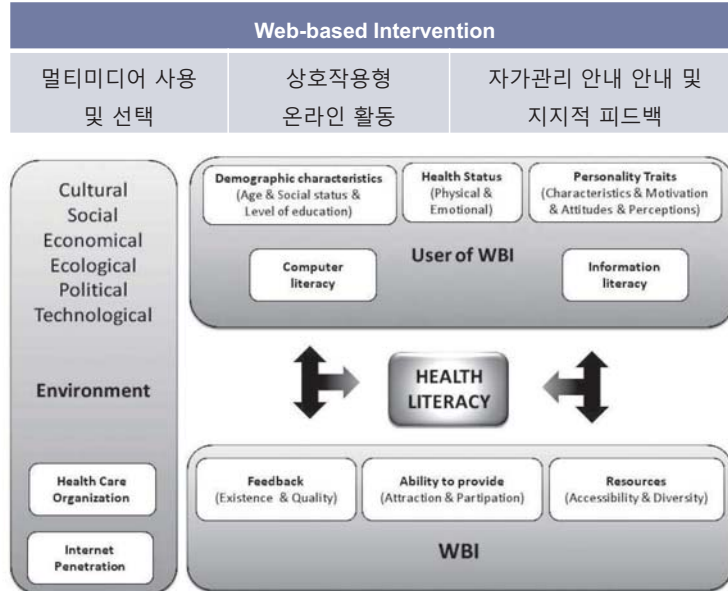 Web-based Intervention
멀티미디어 사용
및 선택
상호작용형
온라인 활동
자가관리 안내 안내 및
지지적 피드백
Cultural
Social
Economical
Ecological
Political
Technological
Environment
Health Care
Organization
Internet
Penetration
Demographic characteristics
(Age & Social status &
Level of education)
Health Status
(Physical &
Emotional)
Personality Traits
(Characteristics & Motivation
& Attitudes & Perceptions)
User of WBI
Computer
literacy
Information
literacy
HEALTH
LITERACY
Feedback
(Existence & Quality)
Ability to provide
(Attraction & Partipation)
Resources
(Accessibility & Diversity)
WBI